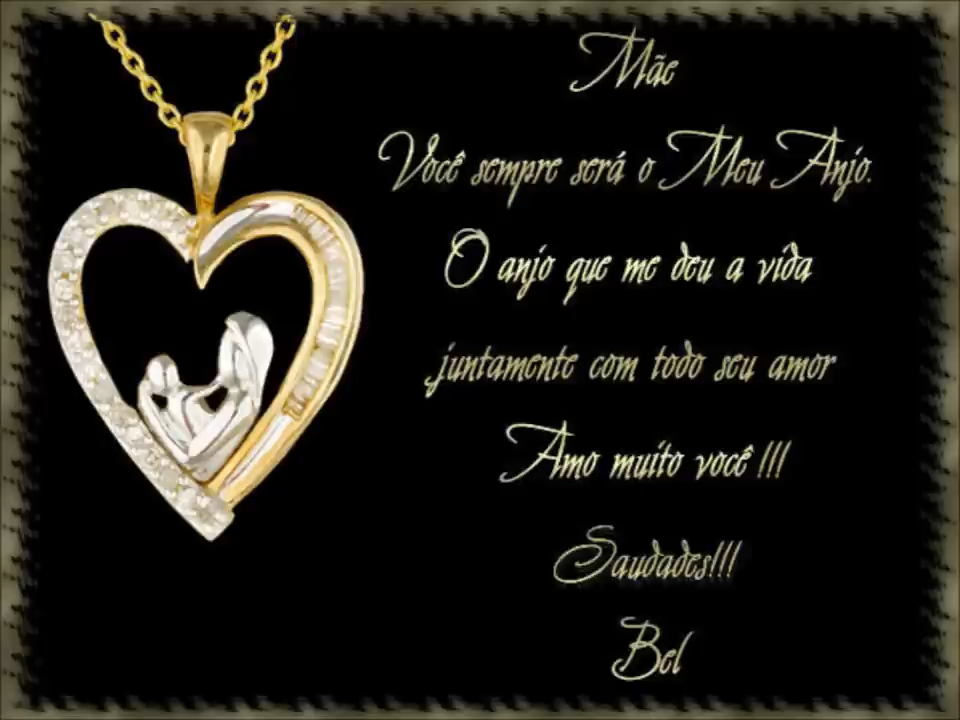 Mãe
Você sempre será o Meu Anjo.
O anjo que me deu a vida
juntamente com todo seu amor
Amo muito você !!!
Saudades!!!
Bel